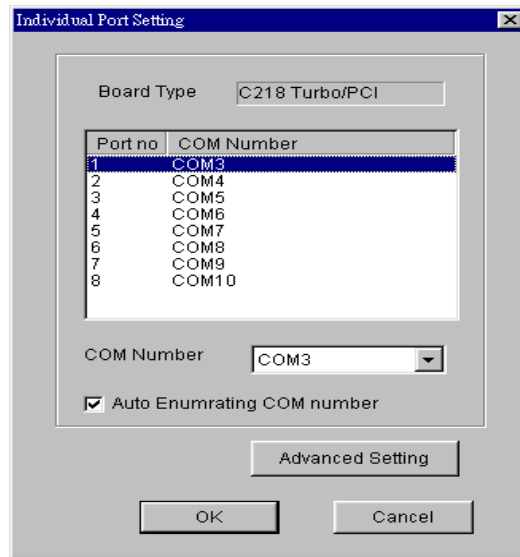 Individual Port Setting
Board Type C218 Turbo/PCI
Port no COM Number
1 COM3
2 COM4
3 COM5
4 COM6
5 COM7
6 COM8
7 COM9
8 COM10
COM Number COM3
Auto Enumrating COM number
Advanced Setting
OK Cancel